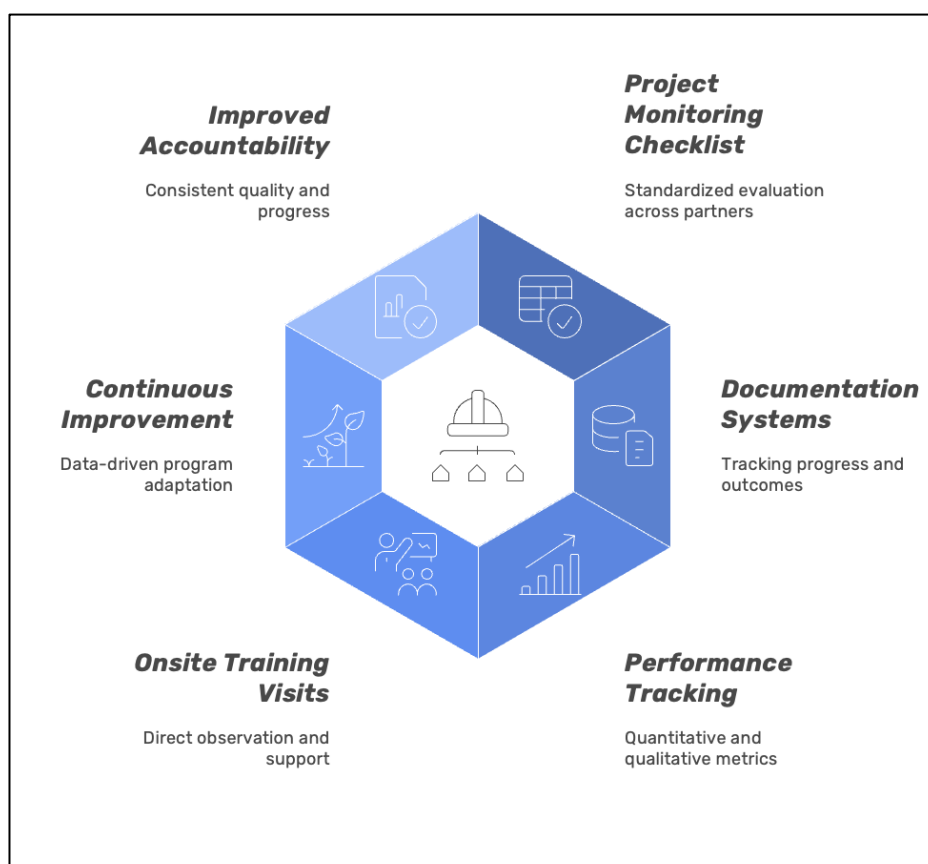 Improved
Accountability
Consistent quality and
progress
Project
Monitoring
Checklist
Standardized evaluation
across partners
Continuous
Improvement
Data-driven program
adaptation
Documentation
Systems
Tracking progress and
outcomes
Onsite Training
Visits
Direct observation and
support
Performance
Tracking
Quantitative and
qualitative metrics